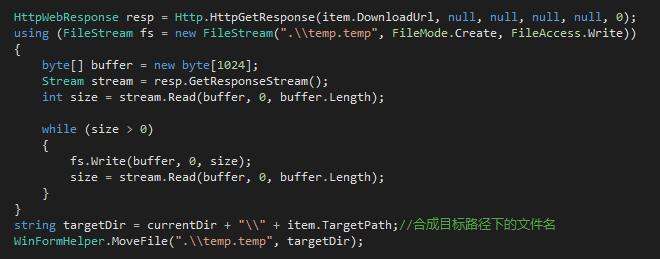 HttpWebResponse resp = Http.HttpGetResponse(item.DownloadUrl, null, null, null, null, 0);
using (FileStream fs = new FileStream(".\\temp.temp", FileMode.Create, FileAccess.Write))
{
    byte[] buffer = new byte[1024];
    Stream stream = resp.GetResponseStream();
    int size = stream.Read(buffer, 0, buffer.Length);

    while (size > 0)
    {
        fs.Write(buffer, 0, size);
        size = stream.Read(buffer, 0, buffer.Length);
    }
}
string targetDir = currentDir + "\\" + item.TargetPath;//合成目标路径下的文件名
WinFormHelper.MoveFile(".\\temp.temp", targetDir);